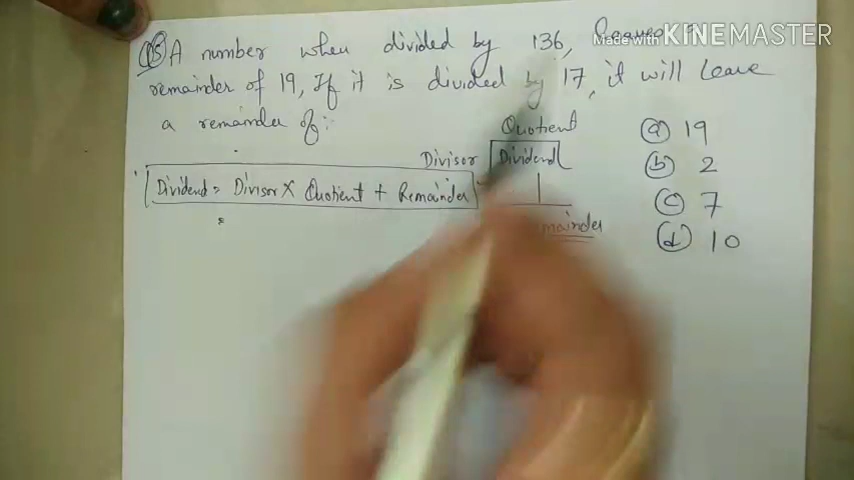 Q5 A number when divided by 136, leaves a
Made with KINEMASTER
remainder of 19, If it is divided by 17, it will leave
a remainder of:
Quotient
Divisor Dividend
Dividend = Divisor X Quotient + Remainder
=
mainder
(a) 19
(b) 2
(c) 7
(d) 10